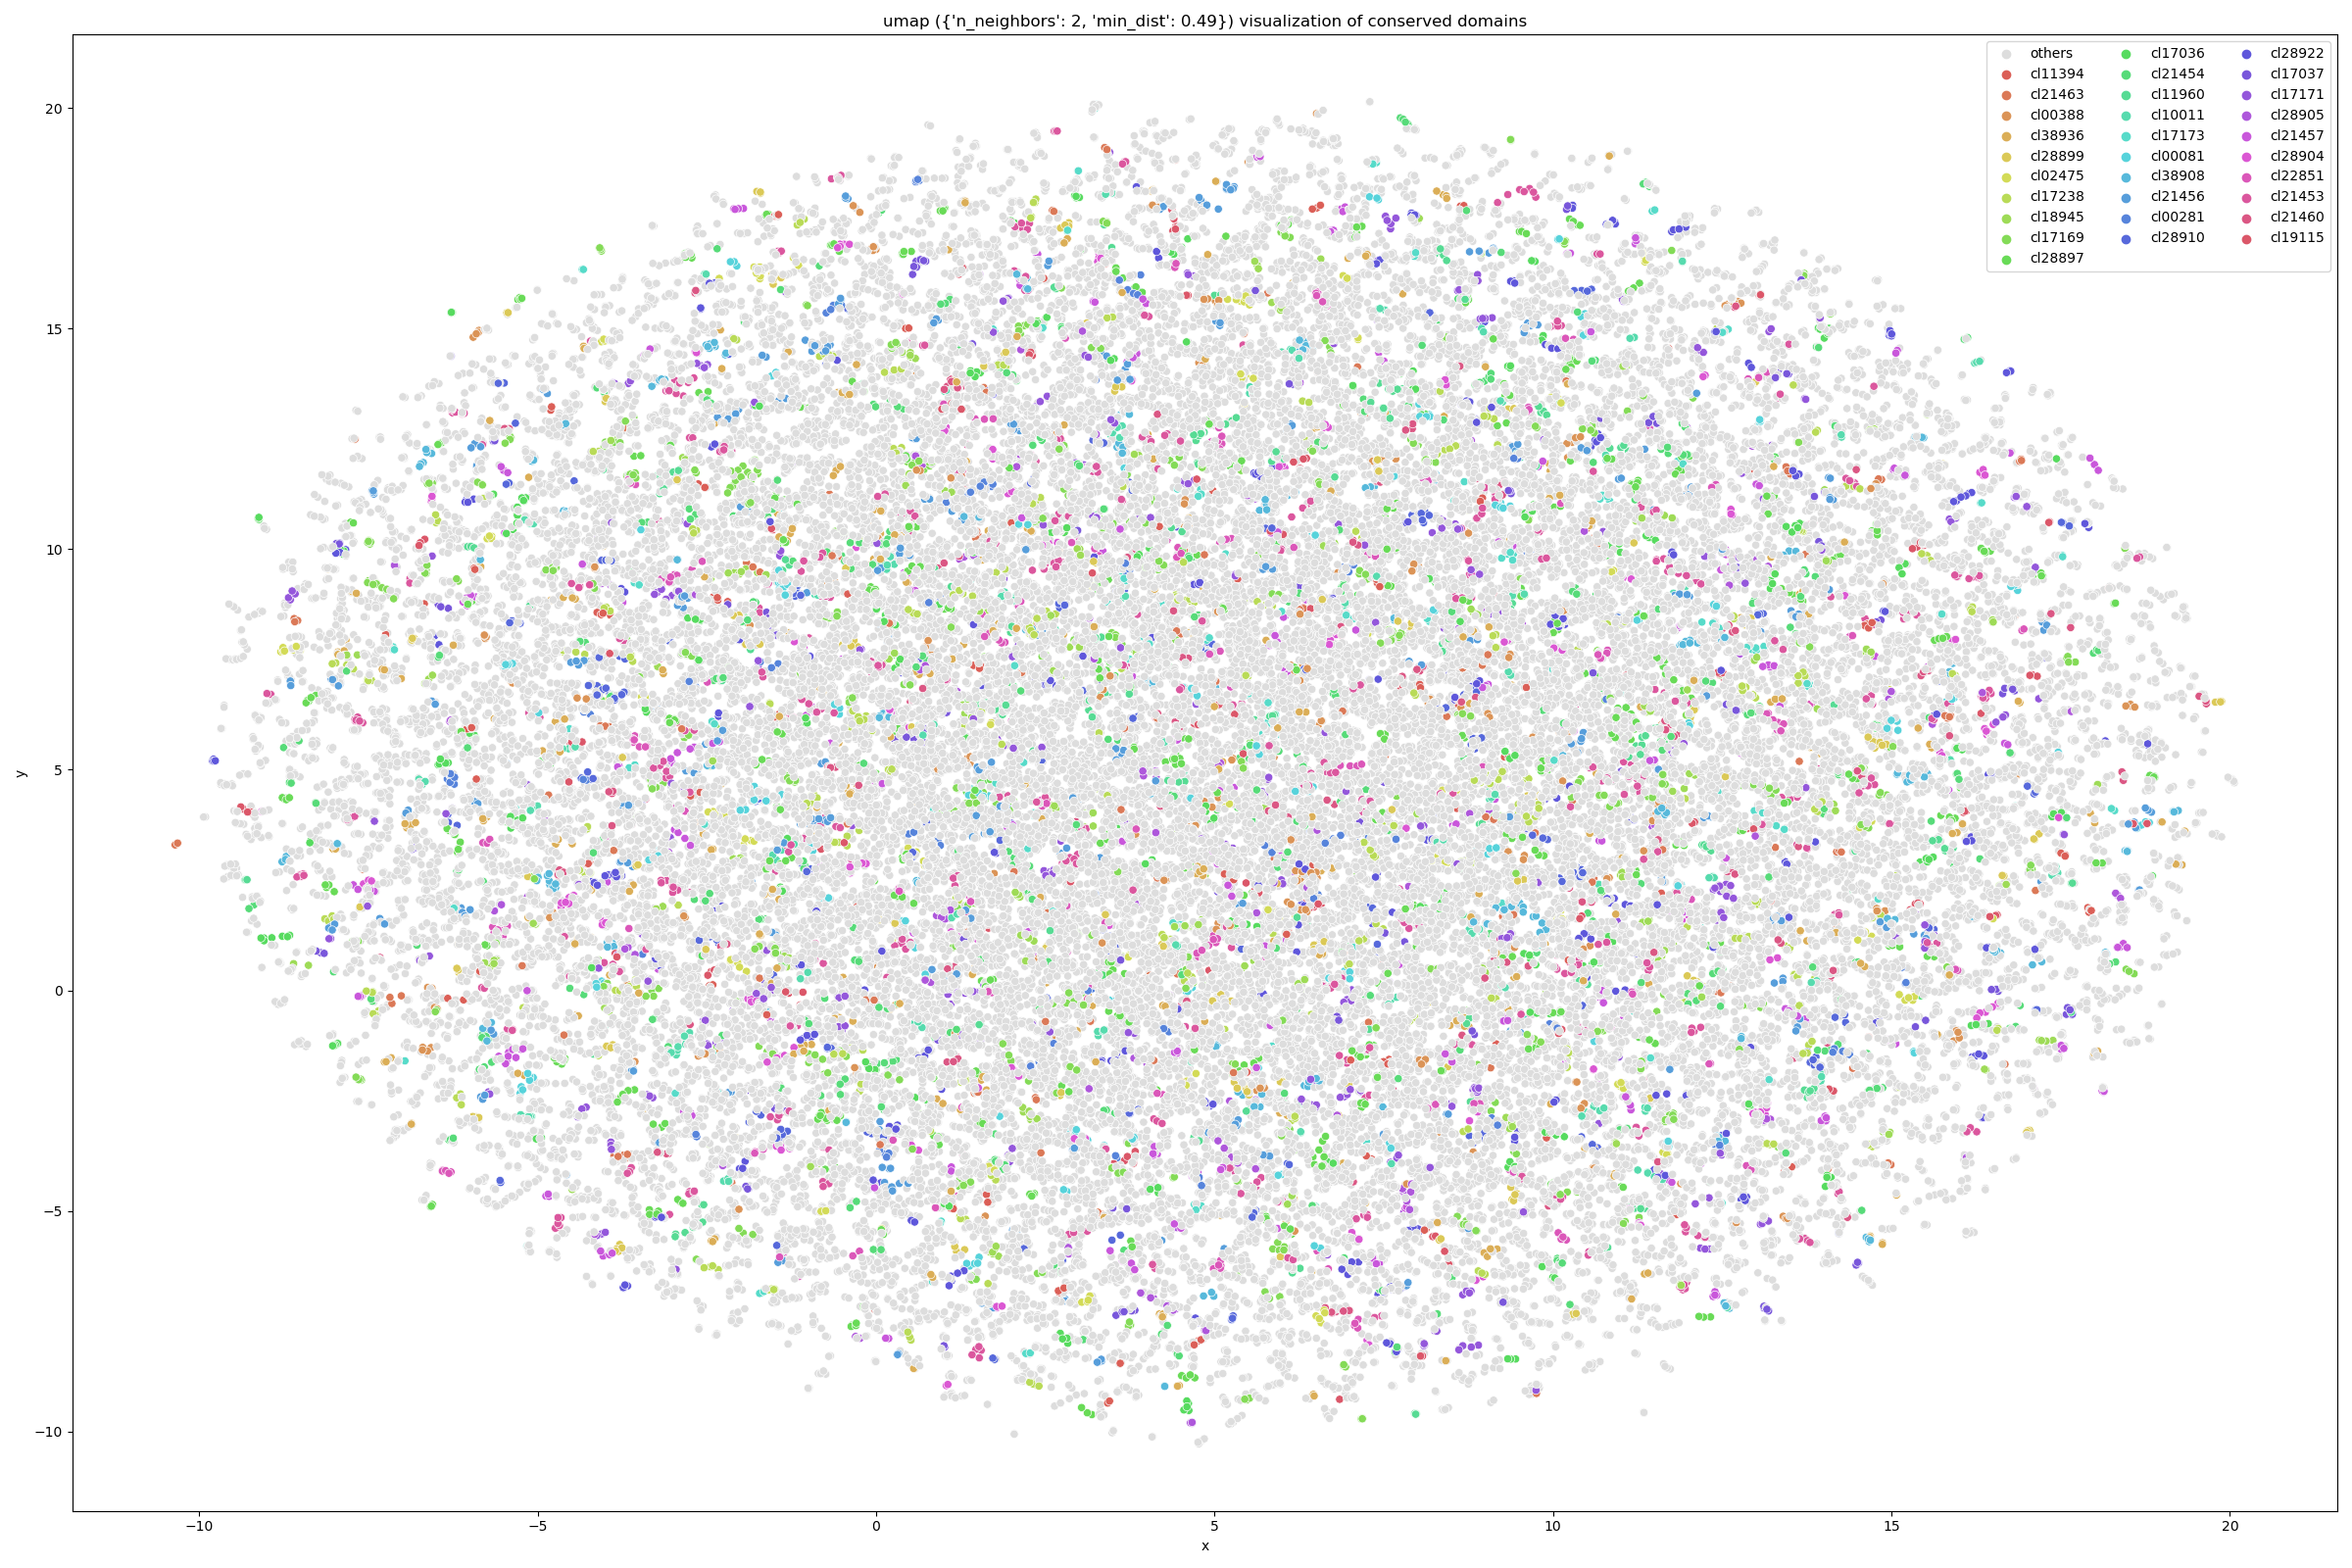 umap ({'n_neighbors': 2, 'min_dist': 0.49}) visualization of conserved domains
others
cl11394
cl21463
cl00388
cl38936
cl28899
cl02475
cl17238
cl18945
cl17169
cl28897
cl17036
cl21454
cl11960
cl10011
cl17173
cl00081
cl38908
cl21456
cl00281
cl28910
cl28922
cl17037
cl17171
cl28905
cl21457
cl28904
cl22851
cl21453
cl21460
cl19115
20
15
10
5
0
−5
−10
y
−10
−5
0
5
10
15
20
x